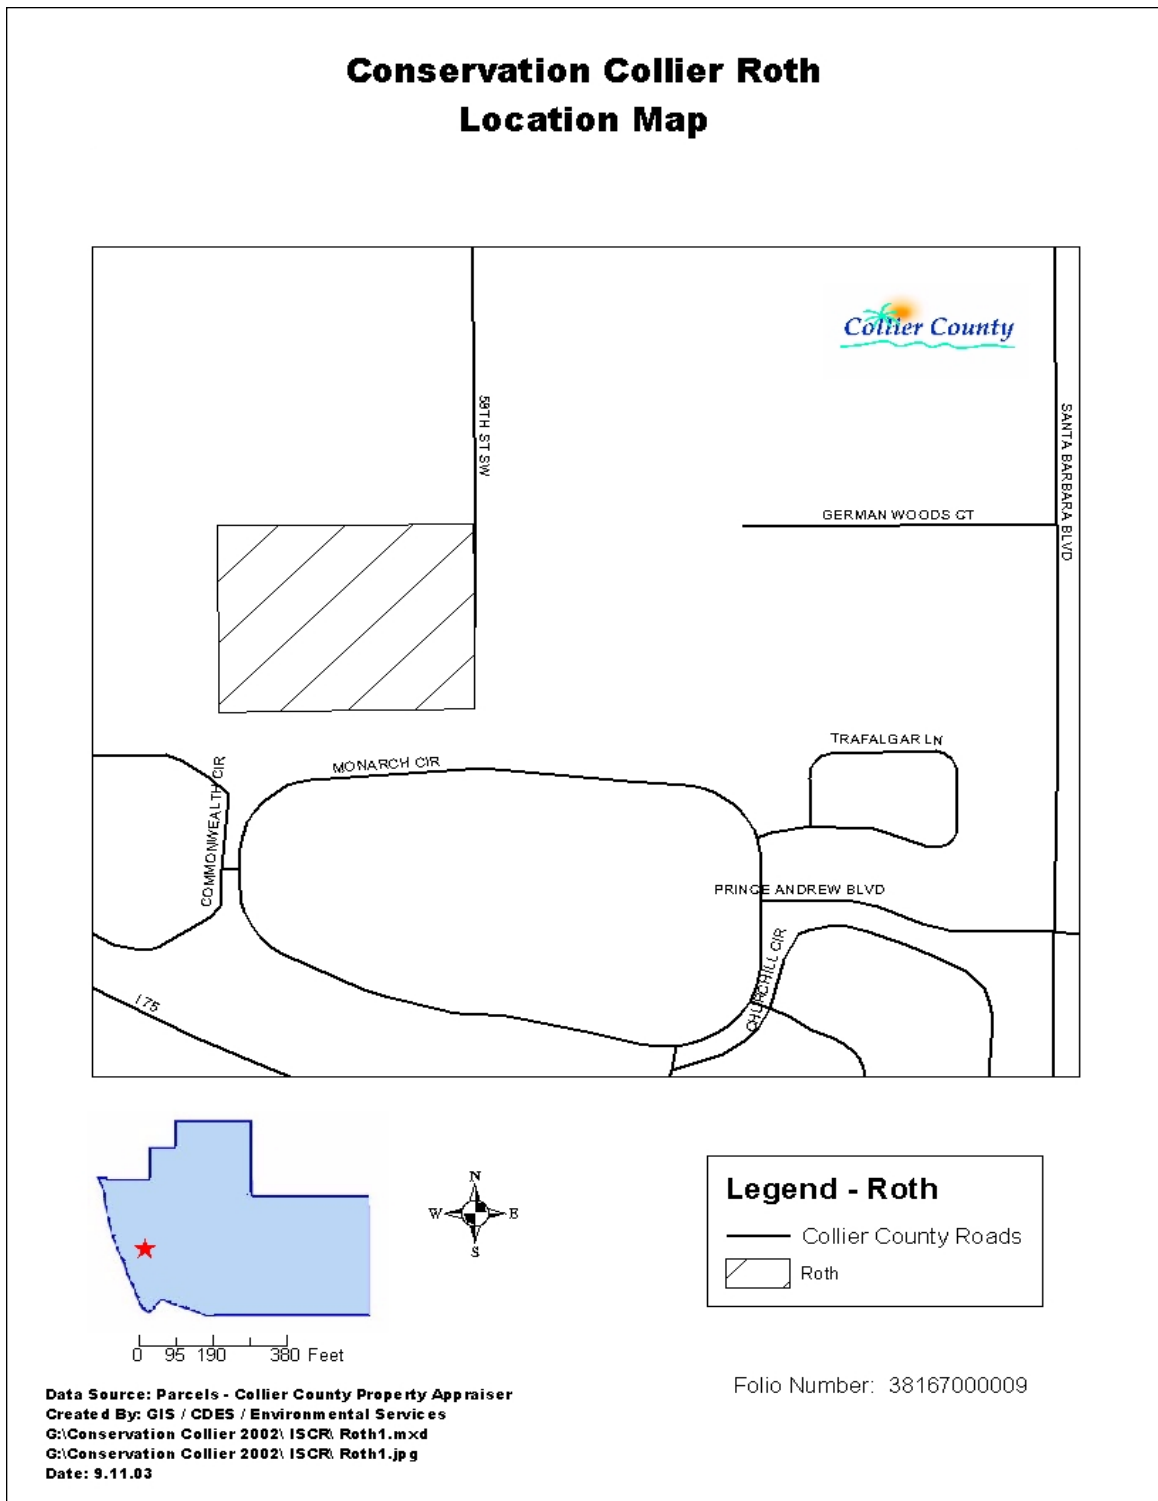 Conservation Collier Roth
Location Map
Collier County
58TH ST SW
SANTA BARBARA BLVD
GERMAN WOODS CT
TRAFALGAR LN
MONARCH CIR
COMMONWEALTH CIR
PRINCE ANDREW BLVD
CHURCHILL CIR
I 75
N
W E
S
Legend - Roth
Collier County Roads
Roth
0 95 190 380 Feet
Folio Number: 38167000009
Data Source: Parcels - Collier County Property Appraiser
Created By: GIS / CDES / Environmental Services
G:\Conservation Collier 2002\ ISCR\ Roth1.mxd
G:\Conservation Collier 2002\ ISCR\ Roth1.jpg
Date: 9.11.03